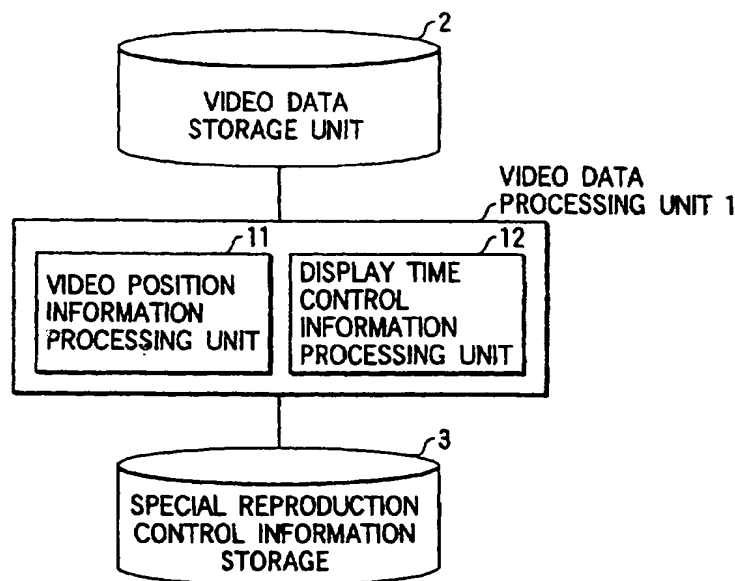 2
VIDEO DATA
STORAGE UNIT
VIDEO DATA
PROCESSING UNIT 1
11
VIDEO POSITION
INFORMATION
PROCESSING UNIT
12
DISPLAY TIME
CONTROL
INFORMATION
PROCESSING UNIT
3
SPECIAL REPRODUCTION
CONTROL INFORMATION
STORAGE